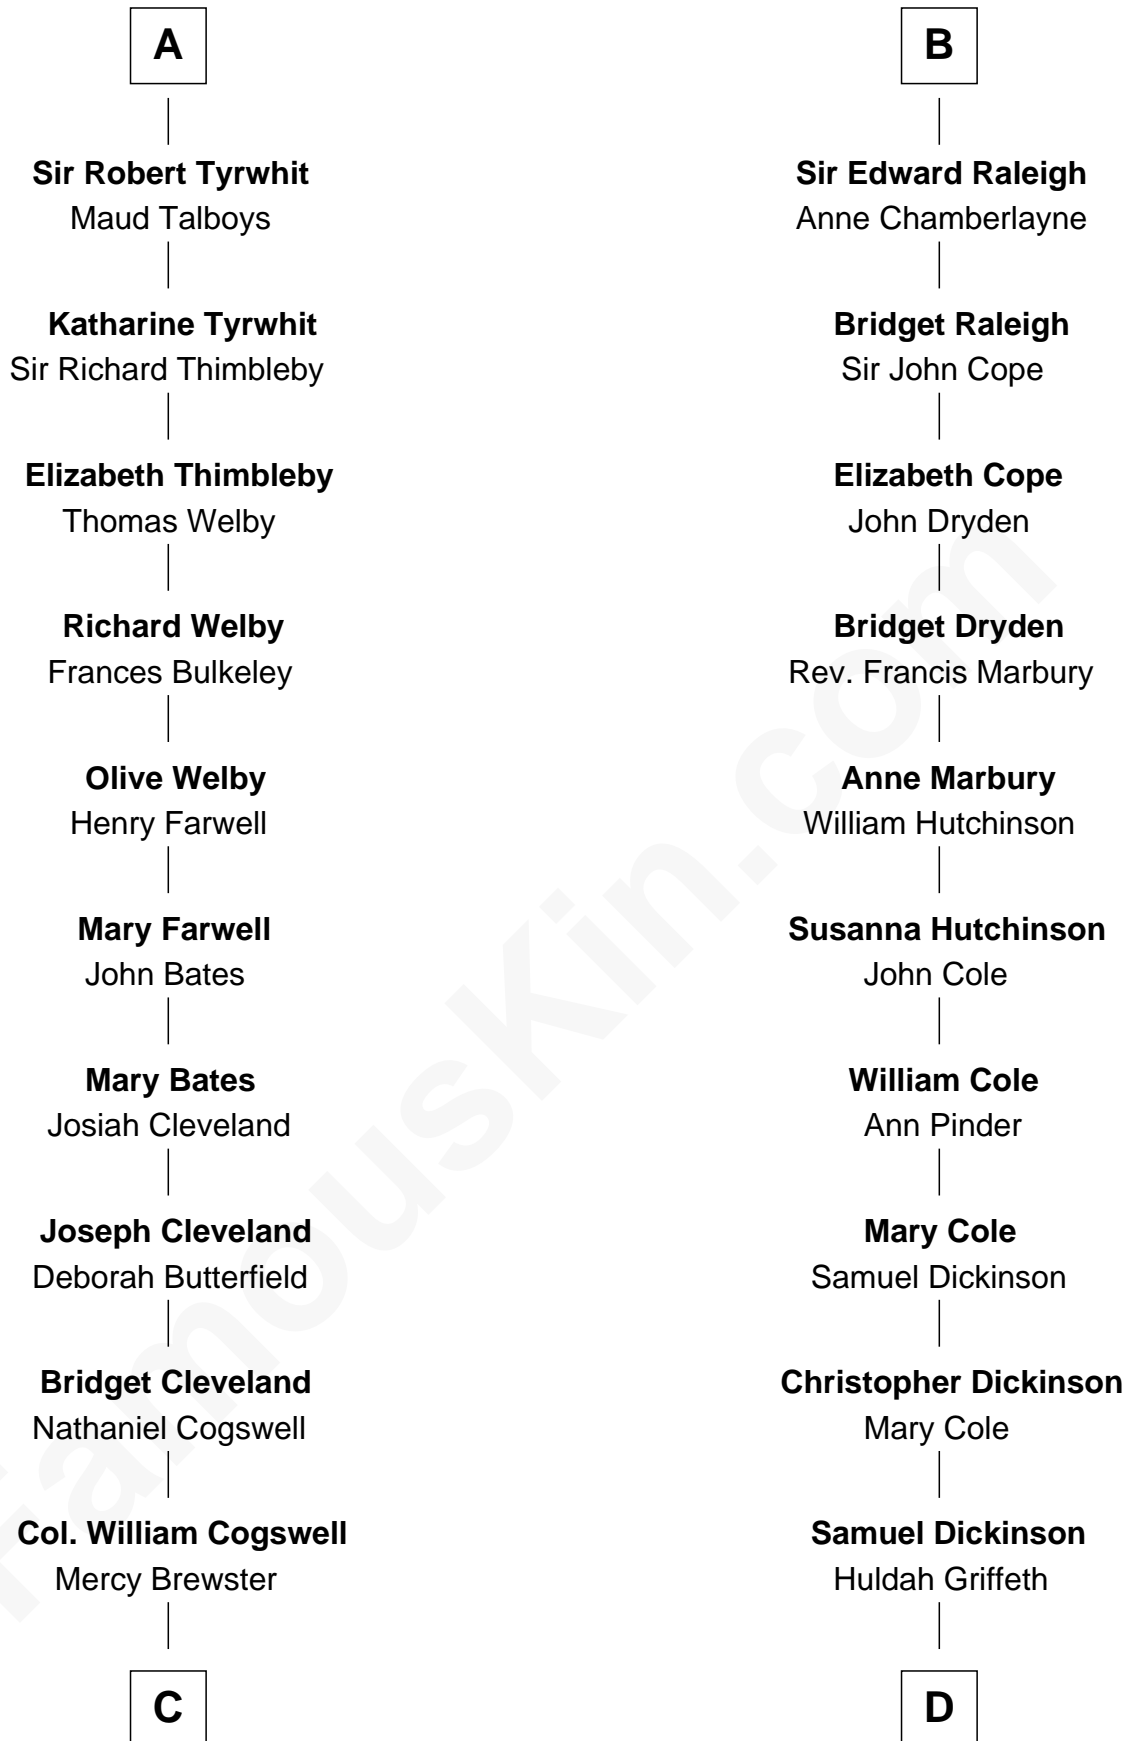 A
Sir Robert Tyrwhit
Maud Talboys
Katharine Tyrwhit
Sir Richard Thimbleby
Elizabeth Thimbleby
Thomas Welby
Richard Welby
Frances Bulkeley
Olive Welby
Henry Farwell
Mary Farwell
John Bates
Mary Bates
Josiah Cleveland
Joseph Cleveland
Deborah Butterfield
Bridget Cleveland
Nathaniel Cogswell
Col. William Cogswell
Mercy Brewster
C
B
Sir Edward Raleigh
Anne Chamberlayne
Bridget Raleigh
Sir John Cope
Elizabeth Cope
John Dryden
Bridget Dryden
Rev. Francis Marbury
Anne Marbury
William Hutchinson
Susanna Hutchinson
John Cole
William Cole
Ann Pinder
Mary Cole
Samuel Dickinson
Christopher Dickinson
Mary Cole
Samuel Dickinson
Huldah Griffeth
D
FamousKin.com